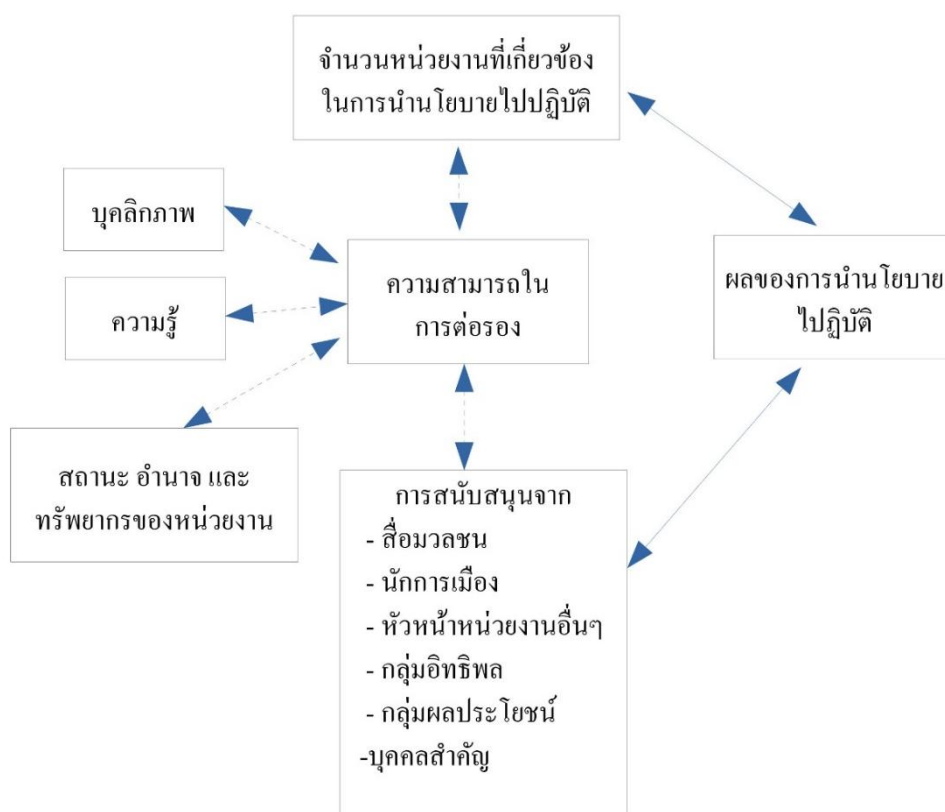 จำนวนหน่วยงานที่เกี่ยวข้อง
ในการนำนโยบายไปปฏิบัติ
บุคลิกภาพ
ความรู้
ความสามารถใน
การต่อรอง
ผลของการนำนโยบาย
ไปฏิบัติ
สถานะ อำนาจ และ
ทรัพยากรของหน่วยงาน
การสนับสนุนจาก
- สื่อมวลชน
- นักการเมือง
- หัวหน้าหน่วยงานอื่นๆ
- กลุ่มอิทธิพล
- กลุ่มผลประโยชน์
-บุคคลสำคัญ